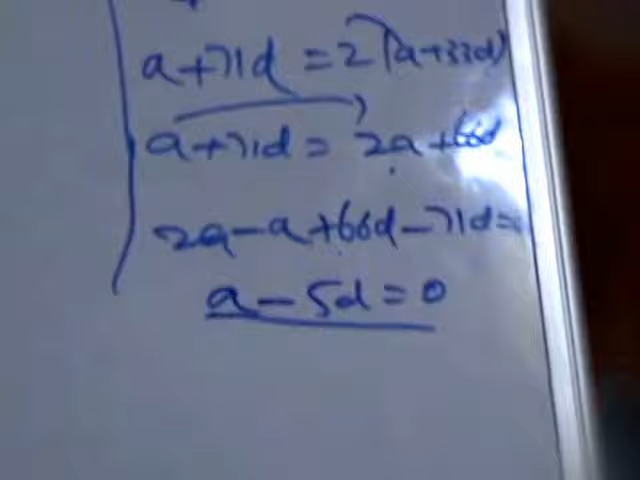 a+71d = 2(a+33d)
a+71d = 2a+66d
2a-a+66d-71d=0
a-5d=0